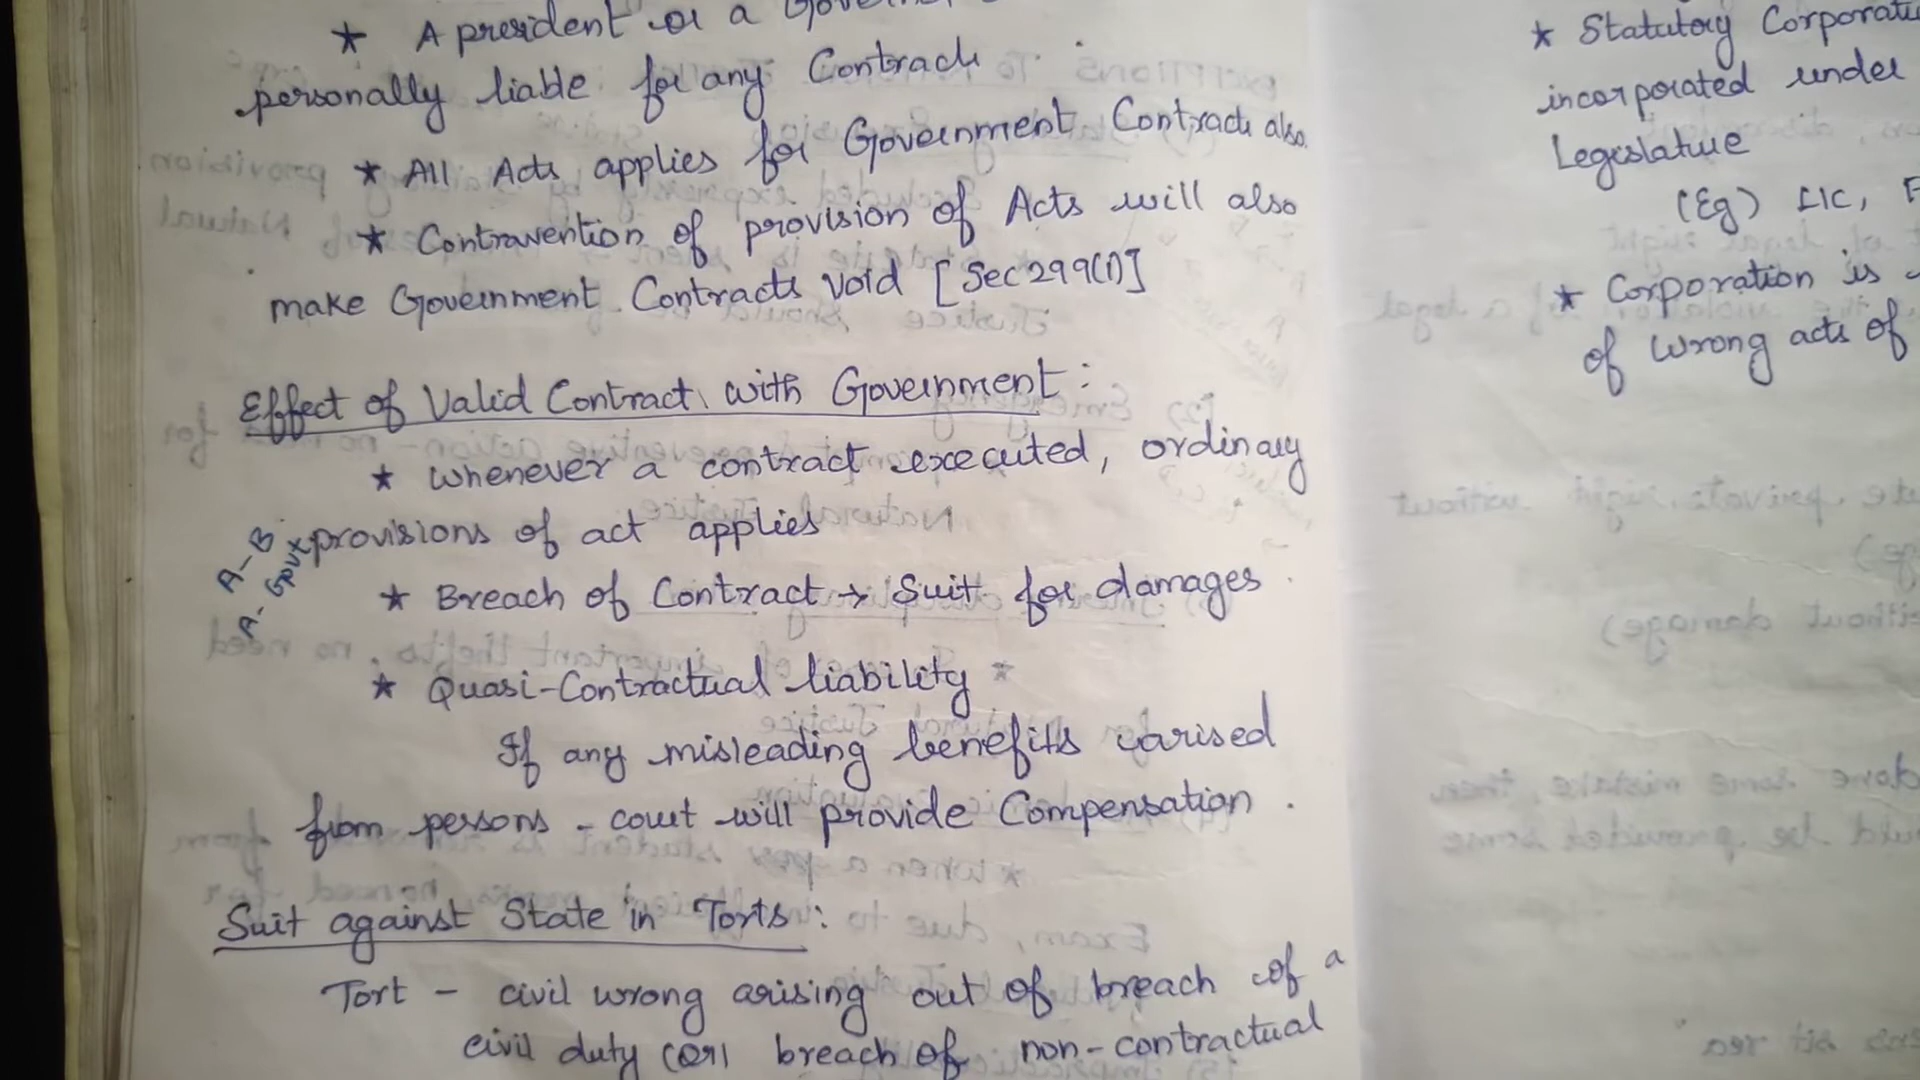 * A president or a
personally liable for any Contract
* All Acts applies for Government Contracts also.
* Contravention of provision of Acts will also
make Government Contracts void [Sec 299(1)]
Effect of Valid Contract with Government:
* Whenever a contract executed, ordinary
provisions of act applies
A-B
A-Govt
* Breach of Contract → Suit for damages
* Quasi-Contractual liability
If any misleading benefits arised
from persons - court will provide Compensation.
Suit against State in Torts:
Tort - civil wrong arising out of breach of a
civil duty (or) breach of non-contractual
* Statutory
incorporated under
Legislature
(Eg) LIC,
* Corporation is
of wrong acts of